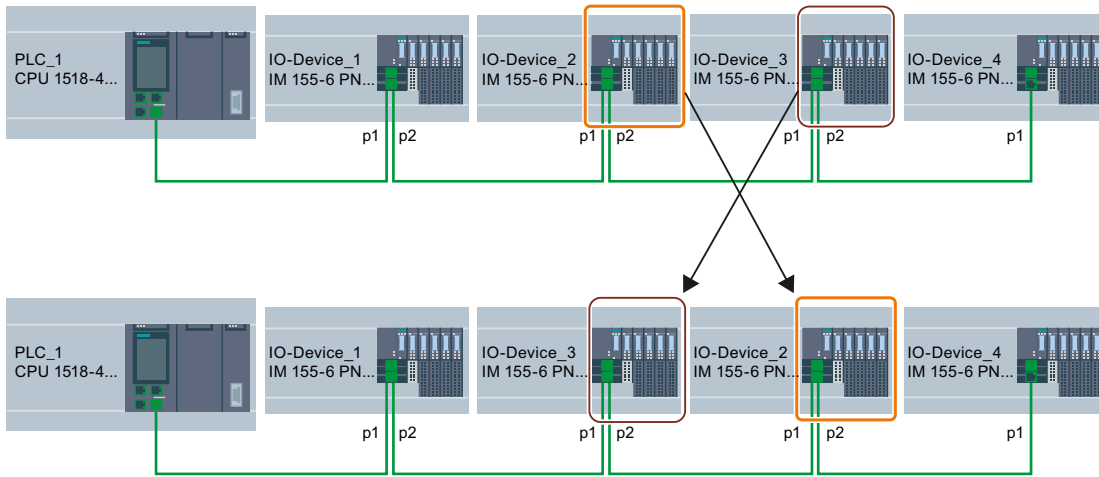 PLC_1
CPU 1518-4...
IO-Device_1
IM 155-6 PN...
IO-Device_2
IM 155-6 PN...
IO-Device_3
IM 155-6 PN...
IO-Device_4
IM 155-6 PN...
p1 p2
p1 p2
p1 p2
p1
PLC_1
CPU 1518-4...
IO-Device_1
IM 155-6 PN...
IO-Device_3
IM 155-6 PN...
IO-Device_2
IM 155-6 PN...
IO-Device_4
IM 155-6 PN...
p1 p2
p1 p2
p1 p2
p1